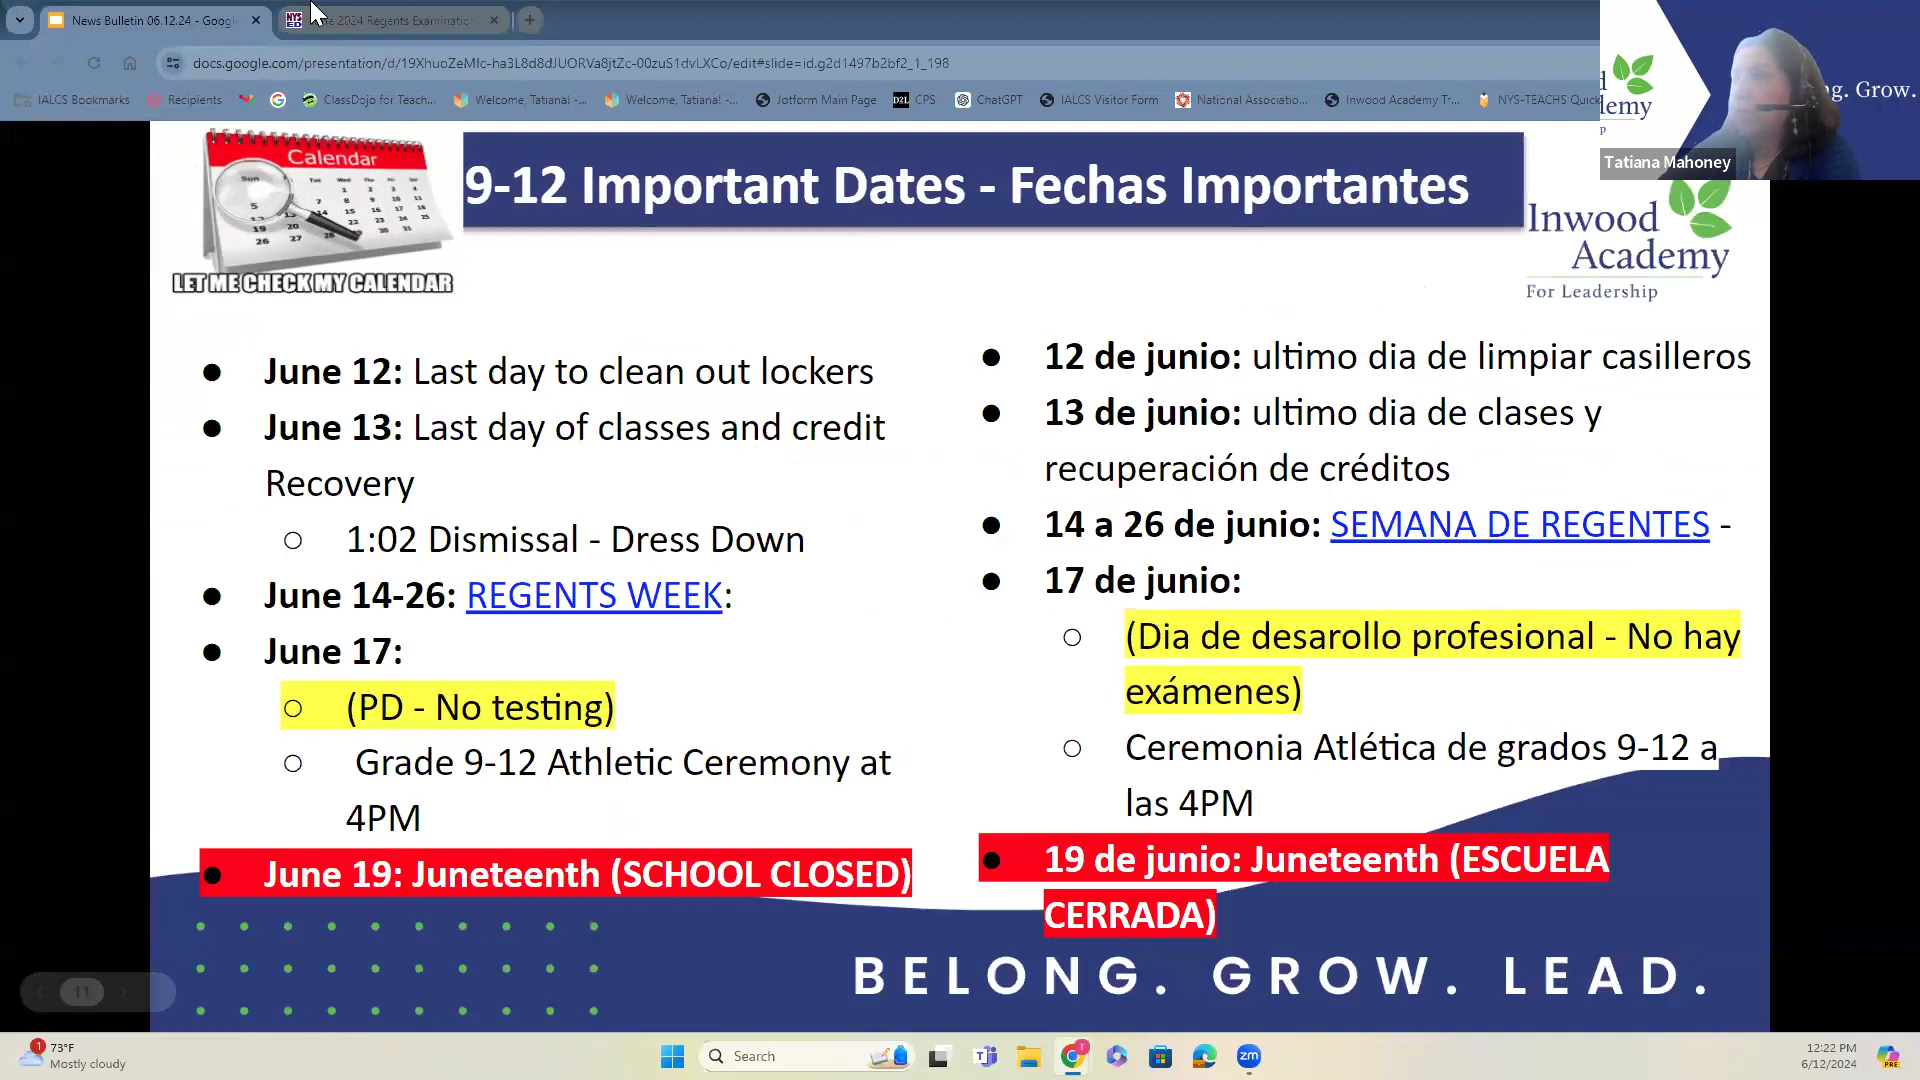 News Bulletin 06.12.24 - Goog
2024 Regents Examinatio
docs.google.com/presentation/d/19XhuoZeMIc-ha3L8d8dJUORVa8jtZc-00zuS1dvLXCo/edit#slide=id.g2d1497b2bf2_1_198
IALCS Bookmarks
Recipients
ClassDojo for Teach...
Welcome, Tatiana! -...
Welcome, Tatiana! -...
Jotform Main Page
D2L CPS
ChatGPT
IALCS Visitor Form
National Associatio...
Inwood Academy Tr...
NYS-TEACHS Quick
ng. Grow.
Tatiana Mahoney
Calendar
LET ME CHECK MY CALENDAR
9-12 Important Dates - Fechas Importantes
Inwood
Academy
For Leadership
● June 12: Last day to clean out lockers
● June 13: Last day of classes and credit
Recovery
○ 1:02 Dismissal - Dress Down
● June 14-26: REGENTS WEEK:
● June 17:
○ (PD - No testing)
○ Grade 9-12 Athletic Ceremony at
4PM
● June 19: Juneteenth (SCHOOL CLOSED)
● 12 de junio: ultimo dia de limpiar casilleros
● 13 de junio: ultimo dia de clases y
recuperación de créditos
● 14 a 26 de junio: SEMANA DE REGENTES -
● 17 de junio:
○ (Dia de desarollo profesional - No hay
exámenes)
○ Ceremonia Atlética de grados 9-12 a
las 4PM
● 19 de junio: Juneteenth (ESCUELA
CERRADA)
BELONG. GROW. LEAD.
11
1
73°F
Mostly cloudy
Search
zm
12:22 PM
6/12/2024